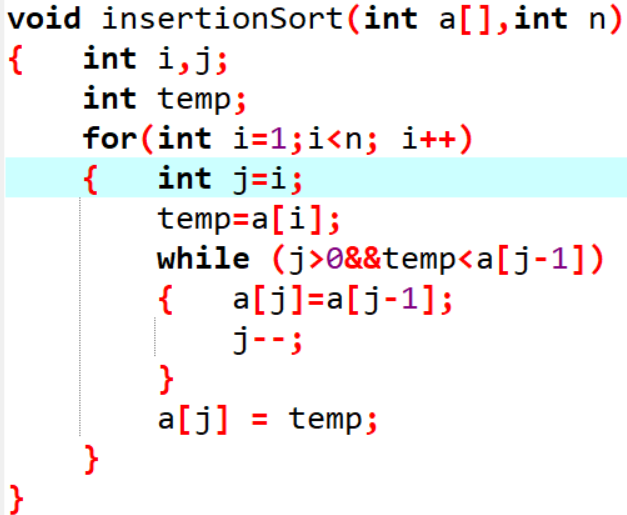 void insertionSort(int a[],int n)
{   int i,j;
    int temp;
    for(int i=1;i<n; i++)
    {   int j=i;
        temp=a[i];
        while (j>0&&temp<a[j-1])
        {   a[j]=a[j-1];
            j--;
        }
        a[j] = temp;
    }
}